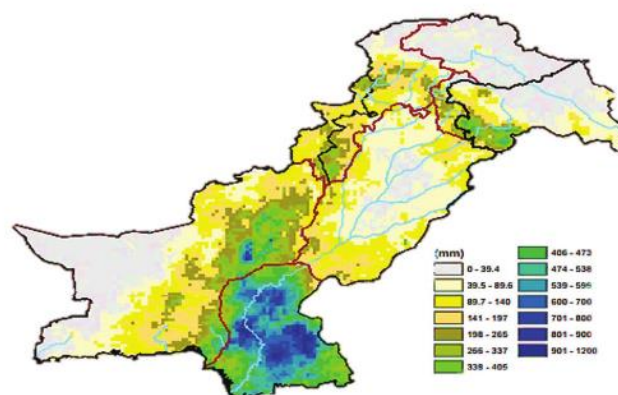 (mm)
0 - 39.4
39.5 - 89.6
89.7 - 140
141 - 197
198 - 265
266 - 337
338 - 405
406 - 473
474 - 538
539 - 596
600 - 700
701 - 800
801 - 900
901 - 1200